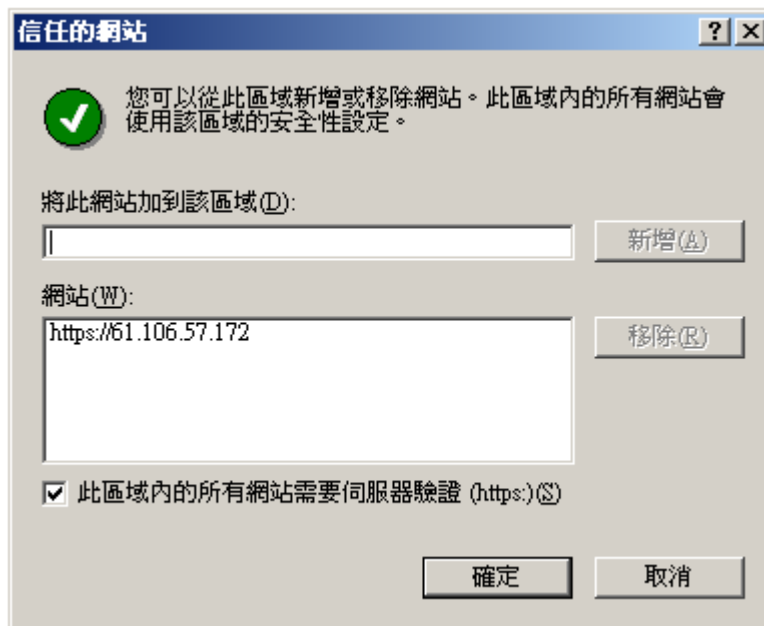 信任的網站
您可以從此區域新增或移除網站。此區域內的所有網站會
使用該區域的安全性設定。
將此網站加到該區域(D):
新增(A)
網站(W):
https://61.106.57.172
移除(R)
此區域內的所有網站需要伺服器驗證 (https:)(S)
確定
取消